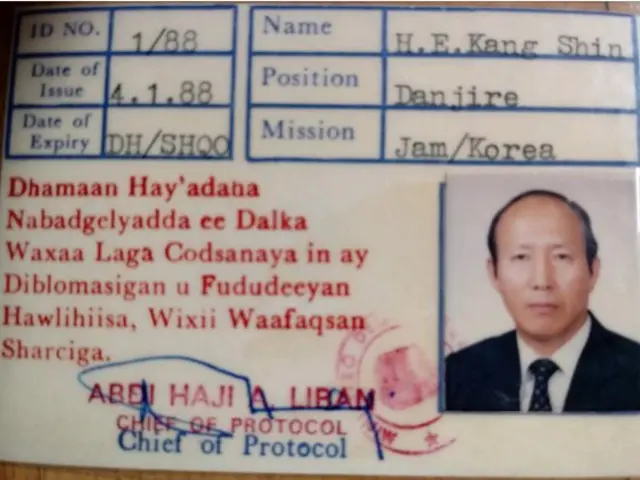 ID NO. 1/88
Date of Issue 4.1.88
Date of Expiry DH/SHQO
Name H.E.Kang Shin
Position Danjire
Mission Jam/Korea
Dhamaan Hay'adaha
Nabadgelyadda ee Dalka
Waxaa Laga Codsanaya in ay
Diblomasigan u Fududeeyan
Hawlihiisa, Wixii Waafaqsan
Sharciga.
ABDI HAJI A. LIBAN
CHIEF OF PROTOCOL
Chief of Protocol